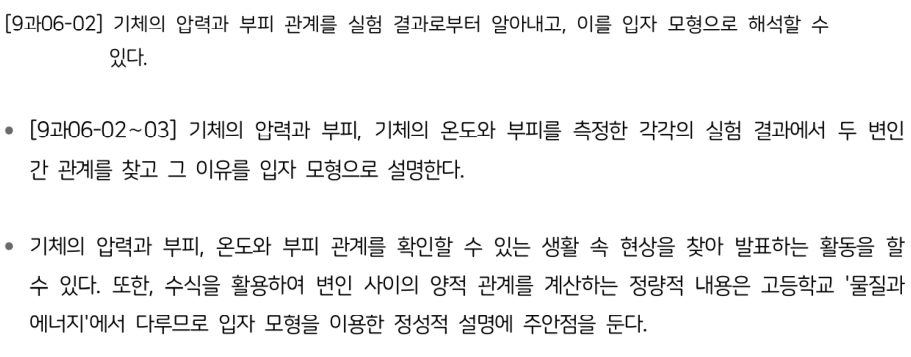 [9과06-02] 기체의 압력과 부피 관계를 실험 결과로부터 알아내고, 이를 입자 모형으로 해석할 수
있다.
• [9과06-02~03] 기체의 압력과 부피, 기체의 온도와 부피를 측정한 각각의 실험 결과에서 두 변인
간 관계를 찾고 그 이유를 입자 모형으로 설명한다.
• 기체의 압력과 부피, 온도와 부피 관계를 확인할 수 있는 생활 속 현상을 찾아 발표하는 활동을 할
수 있다. 또한, 수식을 활용하여 변인 사이의 양적 관계를 계산하는 정량적 내용은 고등학교 '물질과
에너지'에서 다루므로 입자 모형을 이용한 정성적 설명에 주안점을 둔다.